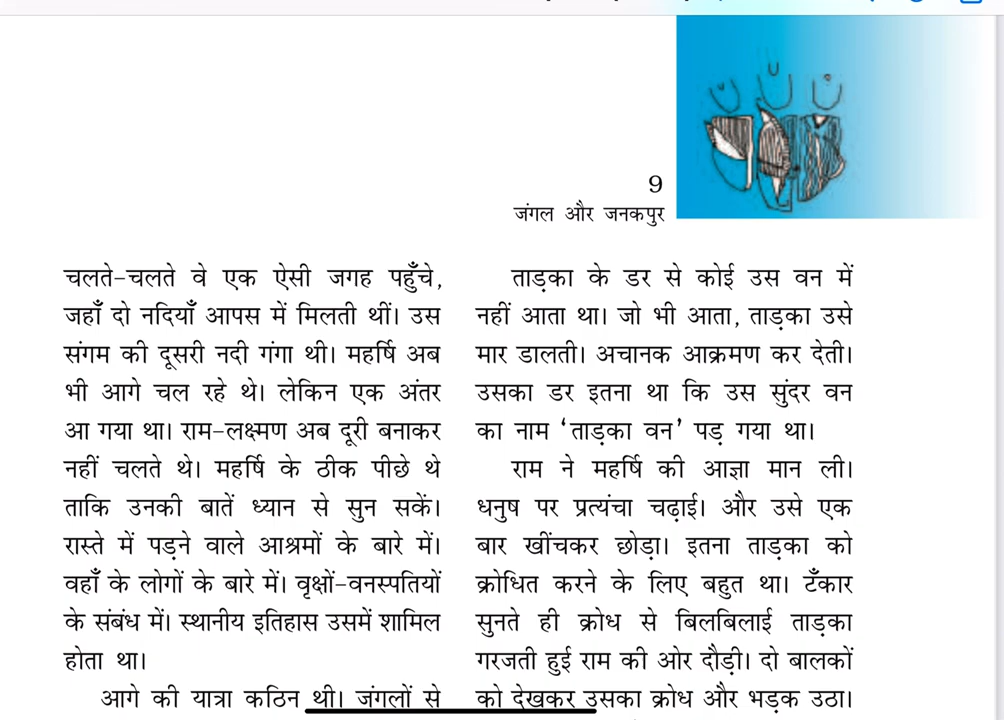 9
जंगल और जनकपुर
चलते-चलते वे एक ऐसी जगह पहुँचे,
जहाँ दो नदियाँ आपस में मिलती थीं। उस
संगम की दूसरी नदी गंगा थी। महर्षि अब
भी आगे चल रहे थे। लेकिन एक अंतर
आ गया था। राम-लक्ष्मण अब दूरी बनाकर
नहीं चलते थे। महर्षि के ठीक पीछे थे
ताकि उनकी बातें ध्यान से सुन सकें।
रास्ते में पड़ने वाले आश्रमों के बारे में।
वहाँ के लोगों के बारे में। वृक्षों-वनस्पतियों
के संबंध में। स्थानीय इतिहास उसमें शामिल
होता था।
आगे की यात्रा कठिन थी। जंगलों से
ताड़का के डर से कोई उस वन में
नहीं आता था। जो भी आता, ताड़का उसे
मार डालती। अचानक आक्रमण कर देती।
उसका डर इतना था कि उस सुंदर वन
का नाम ‘ताड़का वन’ पड़ गया था।
राम ने महर्षि की आज्ञा मान ली।
धनुष पर प्रत्यंचा चढ़ाई। और उसे एक
बार खींचकर छोड़ा। इतना ताड़का को
क्रोधित करने के लिए बहुत था। टँकार
सुनते ही क्रोध से बिलबिलाई ताड़का
गरजती हुई राम की ओर दौड़ी। दो बालकों
को देखकर उसका क्रोध और भड़क उठा।